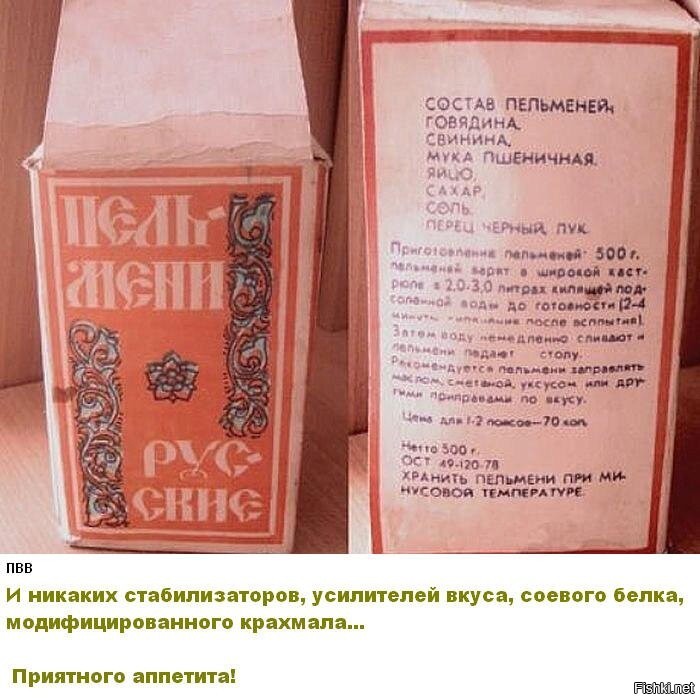 ПЕЛЬ-
МЕНИ
РУС-
СКИЕ
СОСТАВ ПЕЛЬМЕНЕЙ:
ГОВЯДИНА,
СВИНИНА,
МУКА ПШЕНИЧНАЯ,
ЯЙЦО,
САХАР,
СОЛЬ,
ПЕРЕЦ ЧЕРНЫЙ, ЛУК.
Приготовление пельменей: 500 г.
пельменей варят в широкой каст-
рюле в 2,0-3,0 литрах кипящей под-
соленной воды до готовности (2-4
минуты кипячение после всплытия).
Затем воду немедленно сливают и
пельмени подают столу.
Рекомендуется пельмени заправлять
маслом, сметаной, уксусом или дру-
гими приправами по вкусу.
Цена для 1-2 поясов—70 коп.
Нетто 500 г.
ОСТ 49-120-78
ХРАНИТЬ ПЕЛЬМЕНИ ПРИ МИ-
НУСОВОЙ ТЕМПЕРАТУРЕ.
ПВВ
И никаких стабилизаторов, усилителей вкуса, соевого белка,
модифицированного крахмала...
Приятного аппетита!
Fishki.net